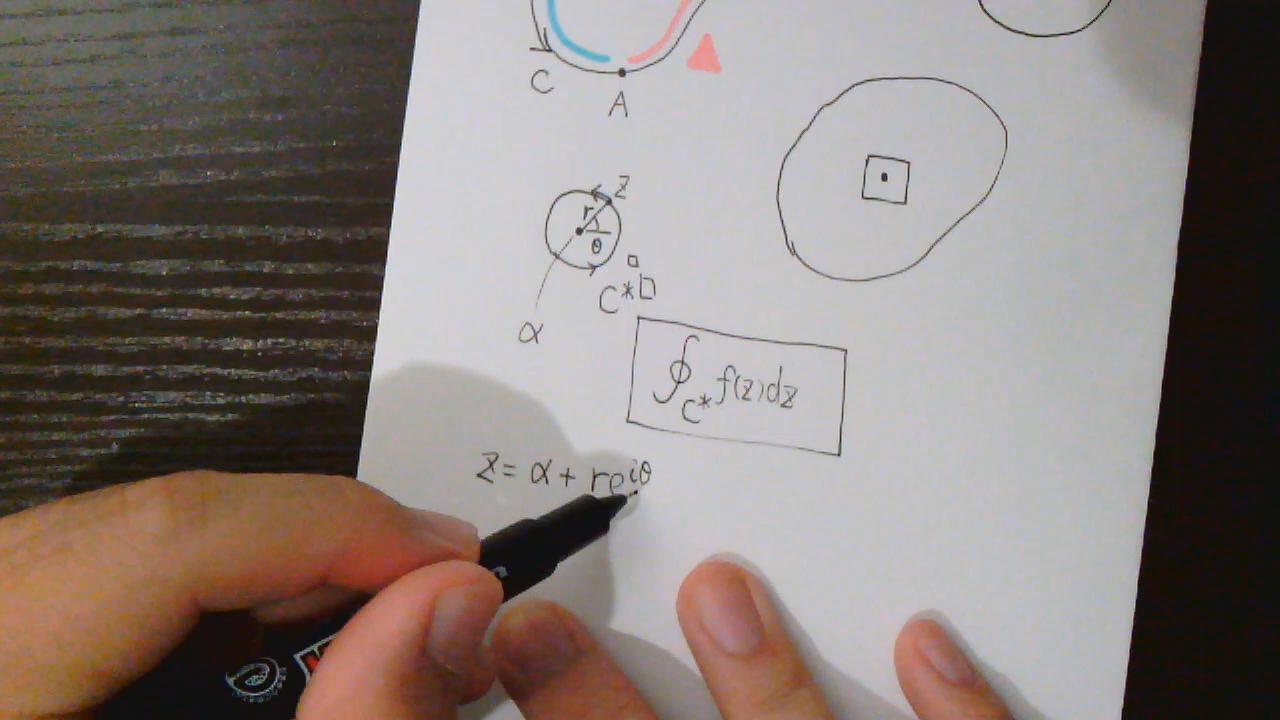 C
A
z
r
θ
C*
α
∮C* f(z)dz
z = α + re^iθ